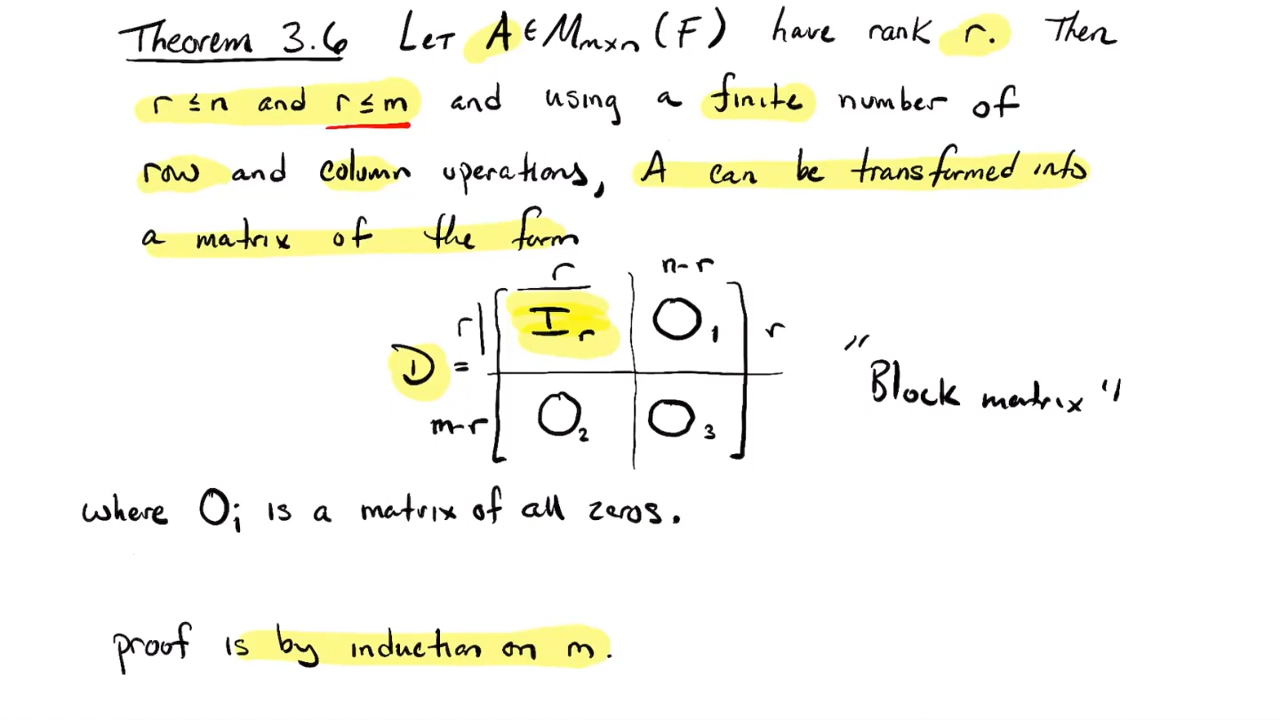 Theorem 3.6 Let A ∈ Mₘₓₙ (F) have rank r. Then
r ≤ n and r ≤ m and using a finite number of
row and column operations, A can be transformed into
a matrix of the form
r n-r
r Iᵣ O₁ r
D =
m-r O₂ O₃
"Block matrix"
where Oᵢ is a matrix of all zeros.
proof is by induction on m.